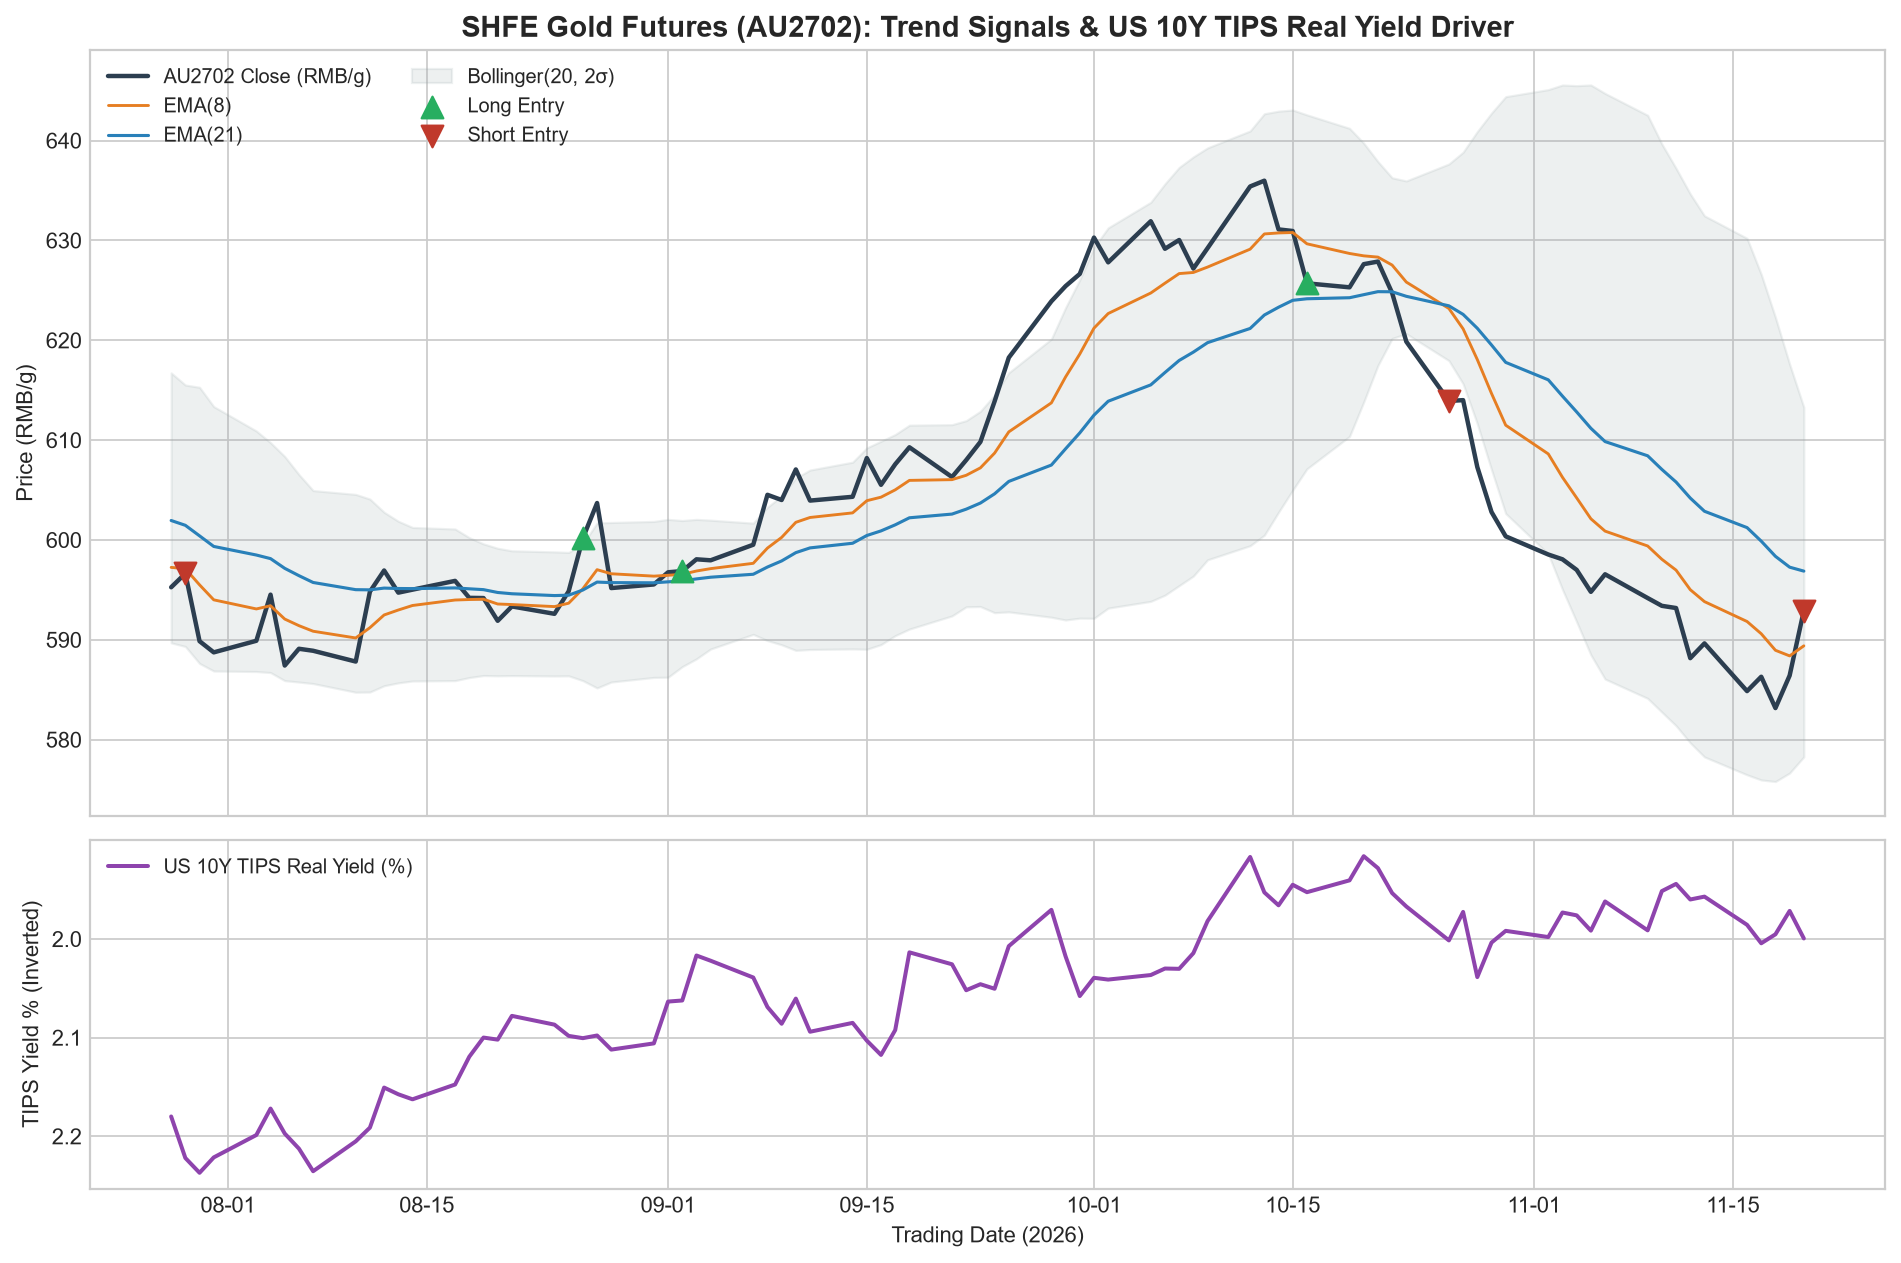 SHFE Gold Futures (AU2702): Trend Signals & US 10Y TIPS Real Yield Driver
AU2702 Close (RMB/g)
EMA(8)
EMA(21)
Bollinger(20, 2σ)
Long Entry
Short Entry
Price (RMB/g)
640
630
620
610
600
590
580
US 10Y TIPS Real Yield (%)
TIPS Yield % (Inverted)
2.0
2.1
2.2
08-01 08-15 09-01 09-15 10-01 10-15 11-01 11-15
Trading Date (2026)